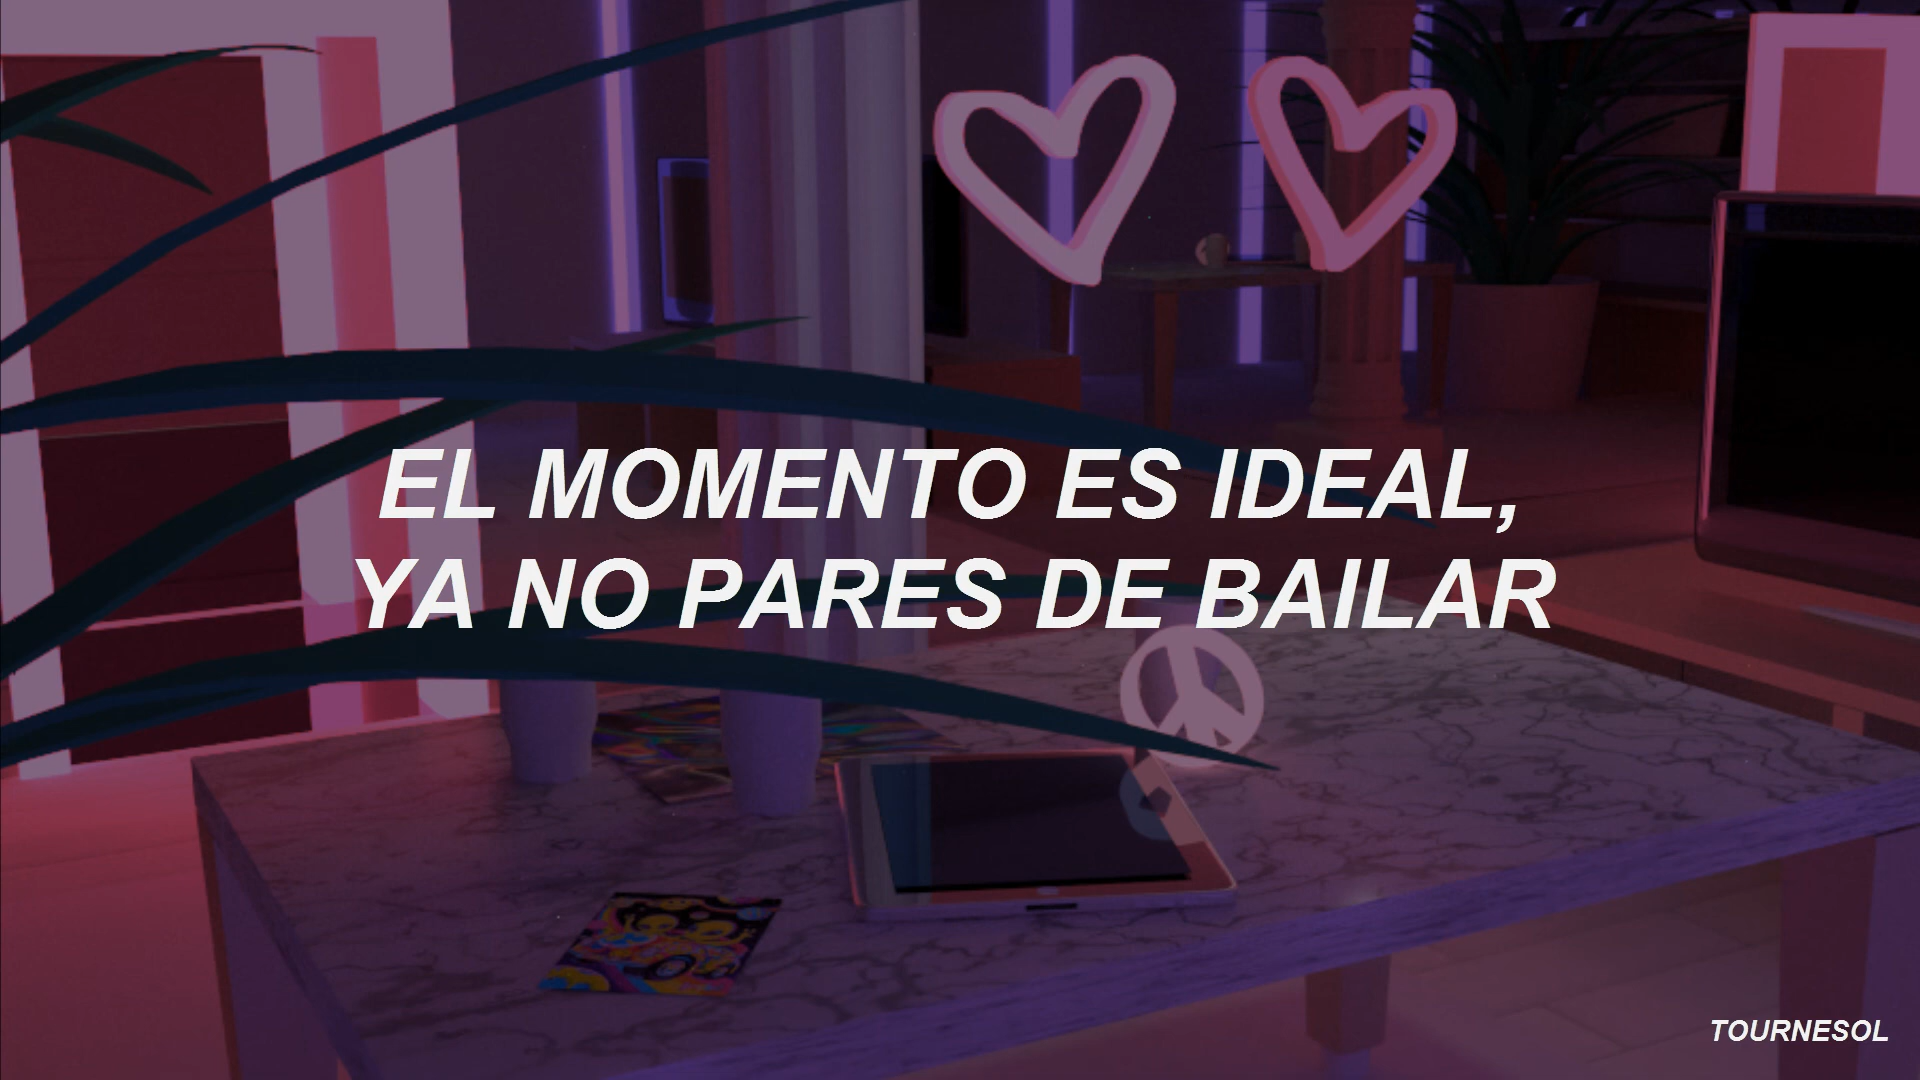 EL MOMENTO ES IDEAL,
YA NO PARES DE BAILAR
TOURNESOL